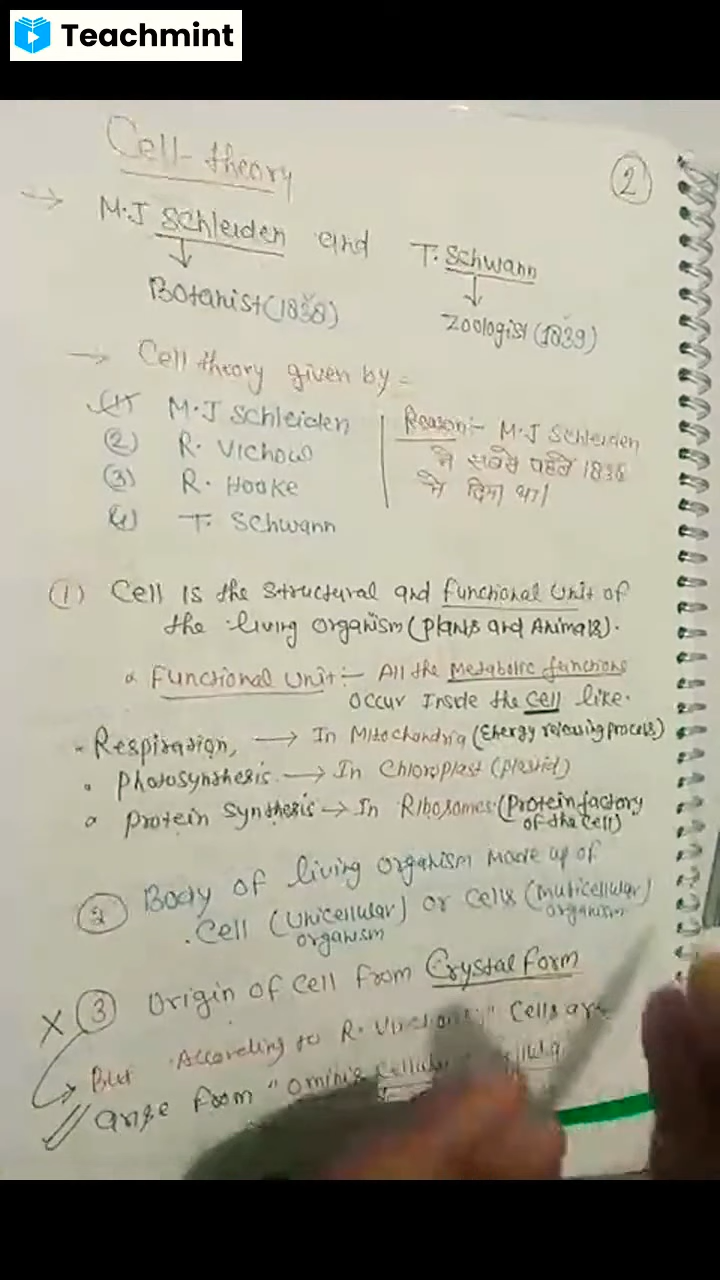 Teachmint
Cell-theory
2
→ M.J Schleiden and T. Schwann
Botanist(1838)
Zoologist(1839)
→ Cell theory given by =
(1) M.J Schleiden
(2) R. Vichow
(3) R. Hooke
(4) T. Schwann
Reason:- M.J Schleiden
ने सबसे पहले 1838
में दिया था।
(1) Cell is the structural and functional unit of
the living organism (plants and Animals).
Functional unit:- All the metabolic functions
occur inside the cell like.
Respiration, → In Mitochondria (Energy releasing process)
Photosynthesis → In Chloroplast (plastid)
Protein synthesis → In Ribosomes (Protein factory
of the cell)
2 Body of living organism made up of
Cell (Unicellular) or Cells (Multicellular)
organism organism
X 3 Origin of cell from Crystal form
But According to R. " Cells are
from "